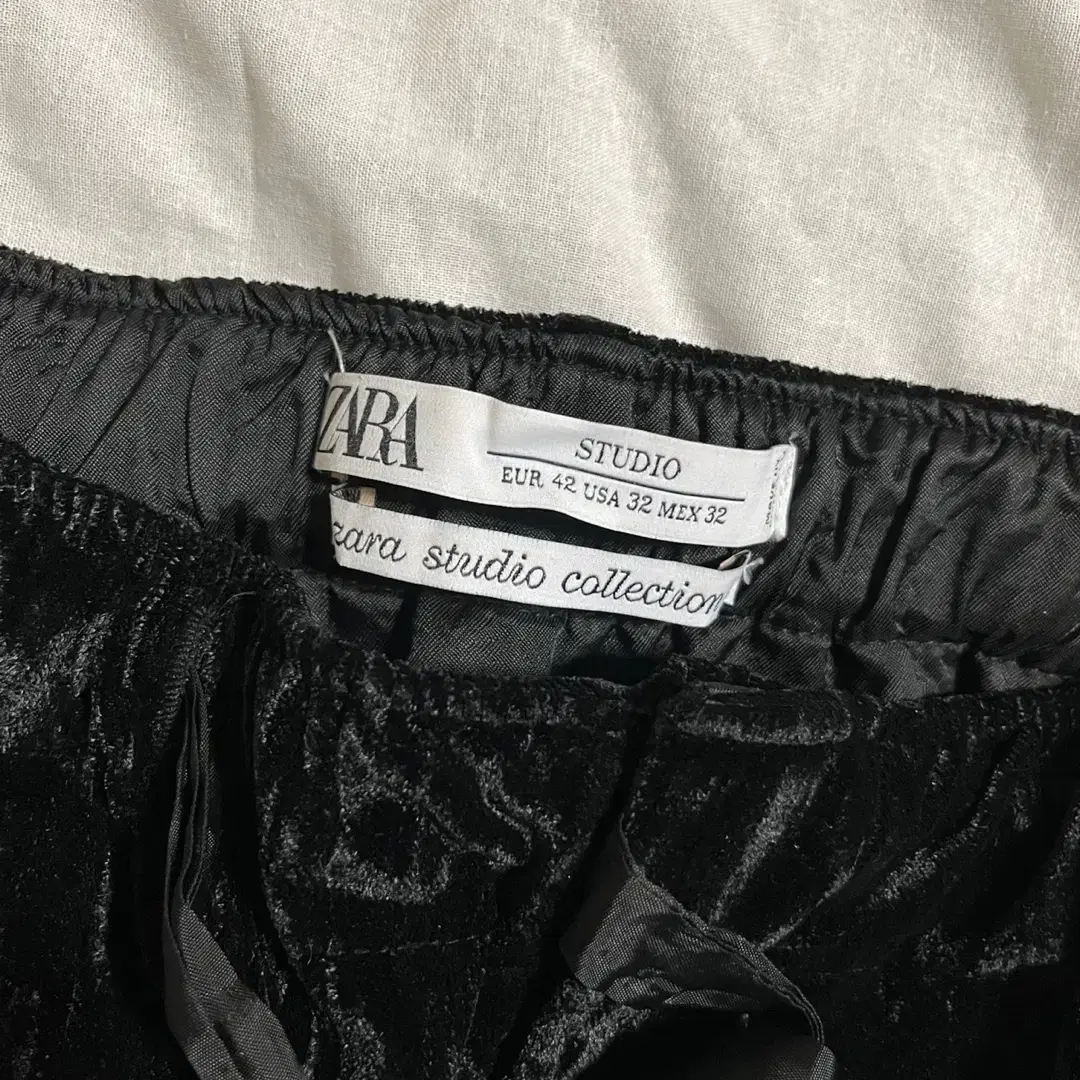 ZARA
STUDIO
EUR 42 USA 32 MEX 32
zara studio collection